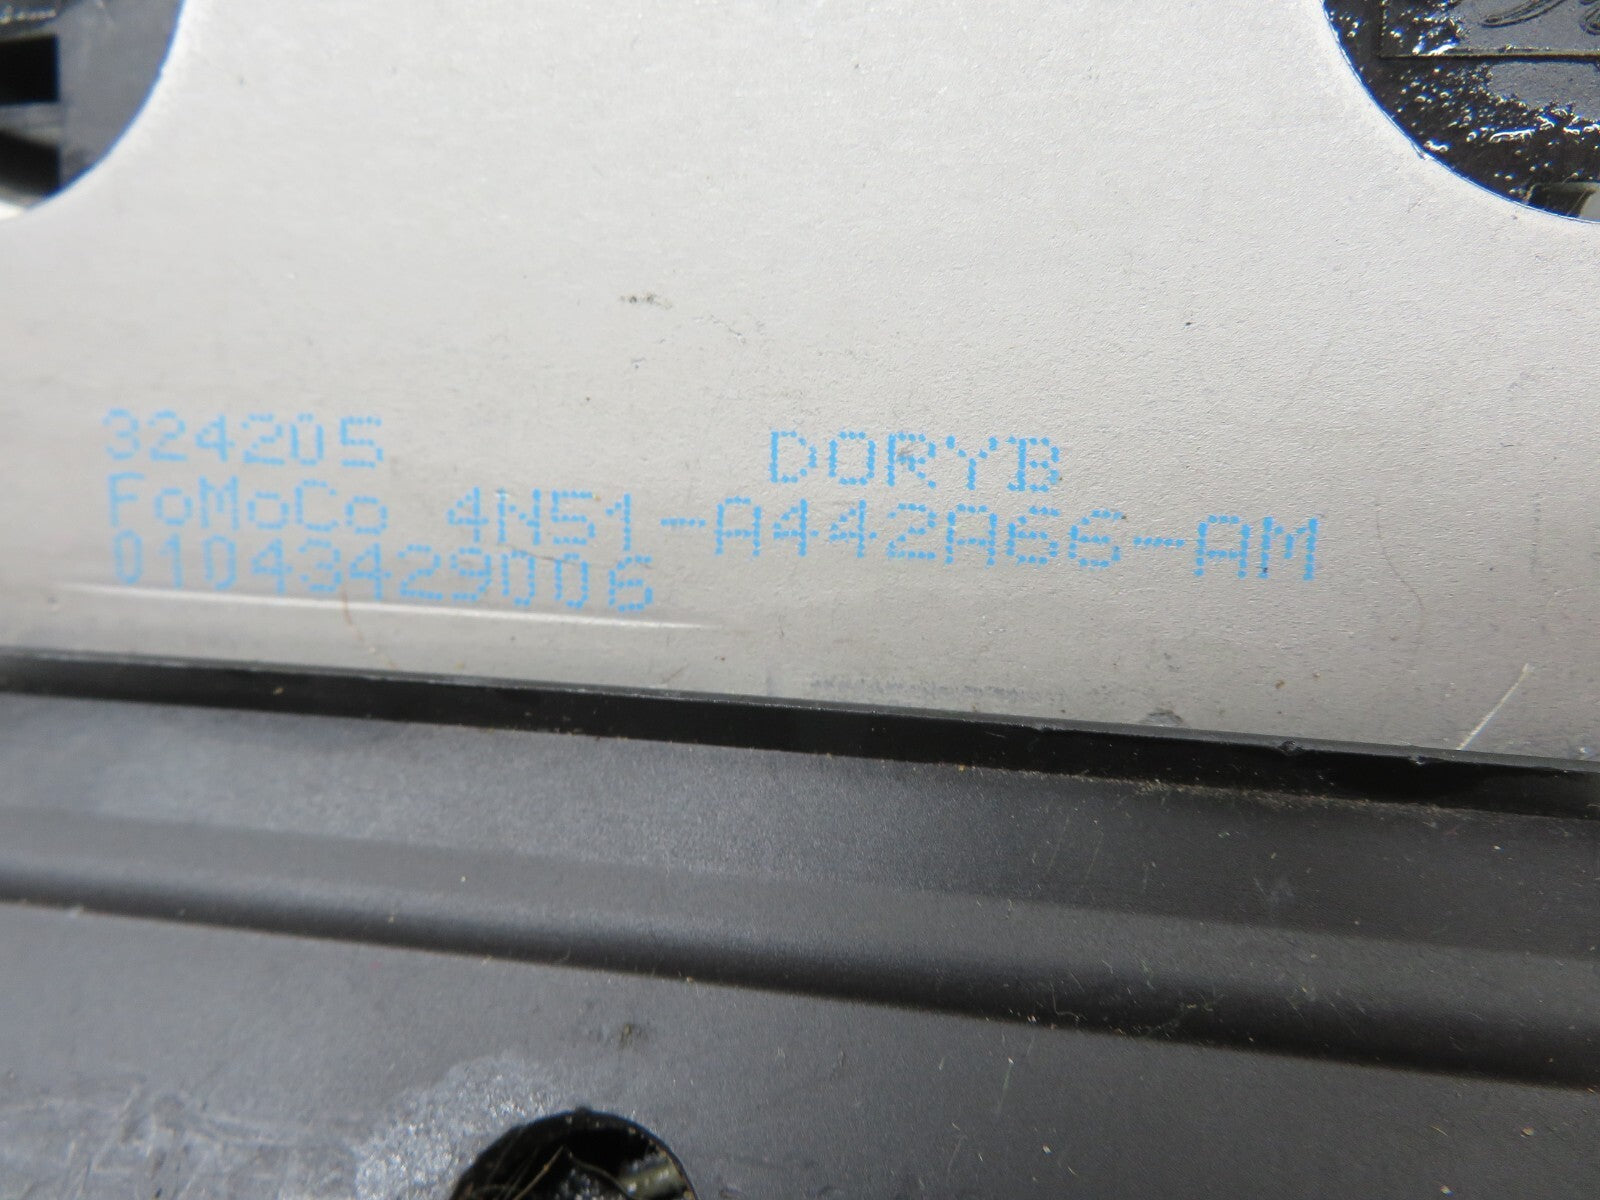 324205 DORYB
FoMoCo 4N51-A442A66-AM
01043429006